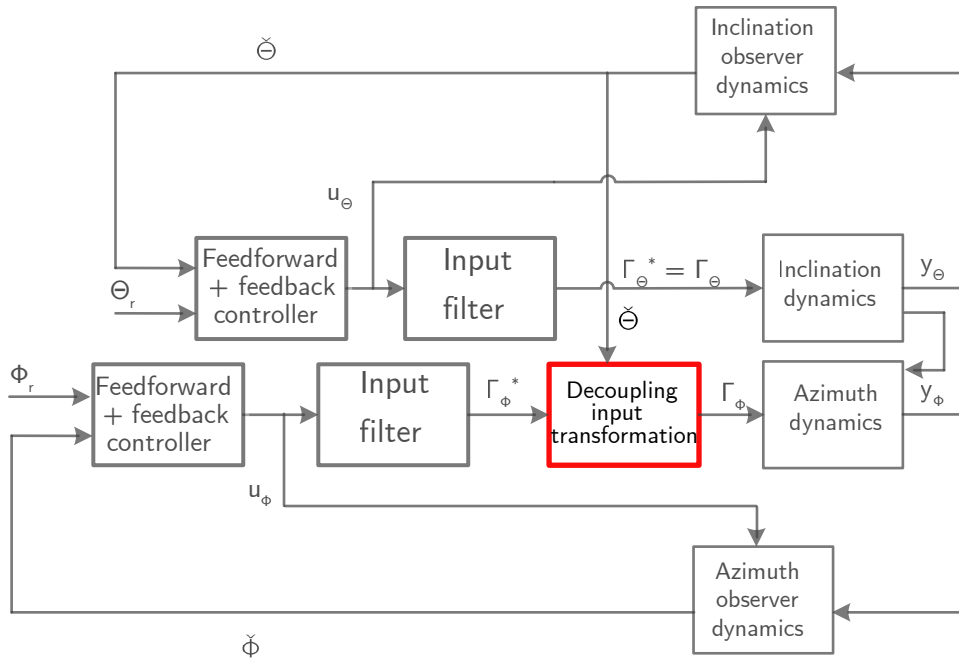 Inclination
observer
dynamics
Θ̌
u_Θ
Feedforward
+ feedback
controller
Input
filter
Γ_Θ* = Γ_Θ
Inclination
dynamics
y_Θ
Θ_r
Θ̌
Φ_r
Feedforward
+ feedback
controller
Input
filter
Γ_Φ*
Decoupling
input
transformation
Γ_Φ
Azimuth
dynamics
y_Φ
u_Φ
Azimuth
observer
dynamics
Φ̌